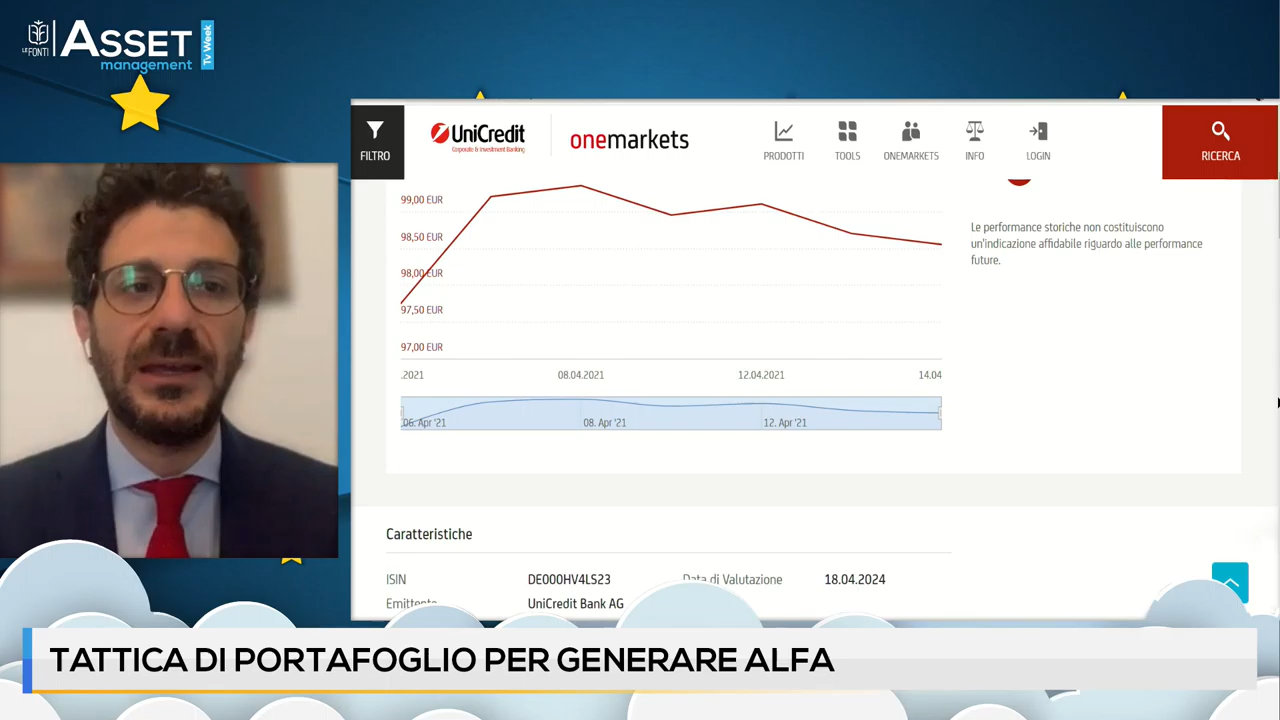 LE FONTI
ASSET
management
Tv Week
FILTRO
UniCredit
Corporate & Investment Banking
onemarkets
PRODOTTI
TOOLS
ONEMARKETS
INFO
LOGIN
RICERCA
99,00 EUR
98,50 EUR
98,00 EUR
97,50 EUR
97,00 EUR
.2021
08.04.2021
12.04.2021
14.04
06. Apr '21
08. Apr '21
12. Apr '21
Le performance storiche non costituiscono
un'indicazione affidabile riguardo alle performance
future.
Caratteristiche
ISIN DE000HV4LS23 Data di Valutazione 18.04.2024
Emittente UniCredit Bank AG
TATTICA DI PORTAFOGLIO PER GENERARE ALFA